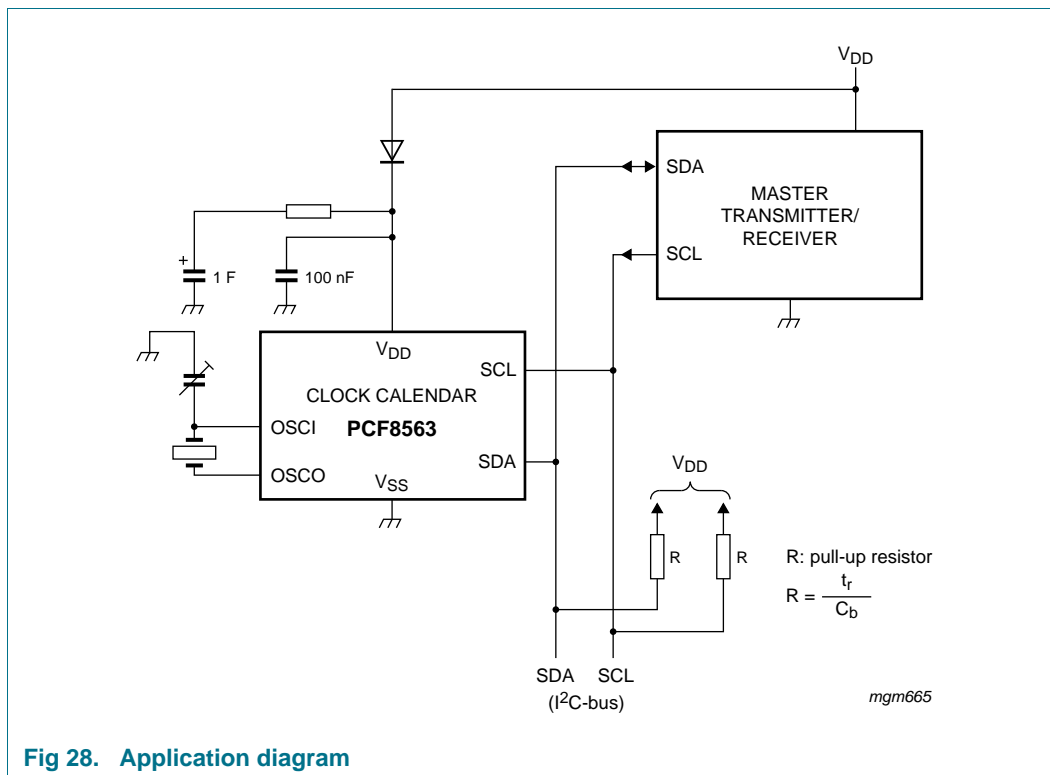 VDD
SDA
MASTER
TRANSMITTER/
RECEIVER
SCL
+
1 F
100 nF
VDD
SCL
CLOCK CALENDAR
PCF8563
OSCI
OSCO
SDA
VSS
VDD
R
R
R: pull-up resistor
R = tr
Cb
SDA SCL
(I2C-bus)
mgm665
Fig 28. Application diagram